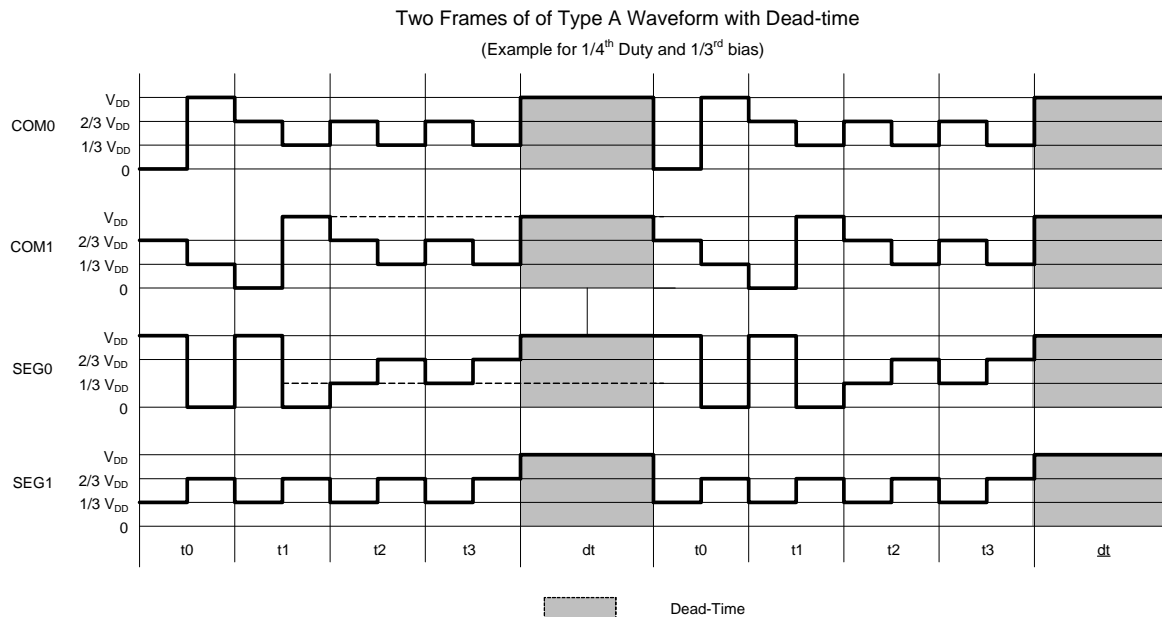 Two Frames of of Type A Waveform with Dead-time
(Example for 1/4th Duty and 1/3rd bias)
COM0
VDD
2/3 VDD
1/3 VDD
0
COM1
VDD
2/3 VDD
1/3 VDD
0
SEG0
VDD
2/3 VDD
1/3 VDD
0
SEG1
VDD
2/3 VDD
1/3 VDD
0
t0 t1 t2 t3 dt t0 t1 t2 t3 dt
Dead-Time